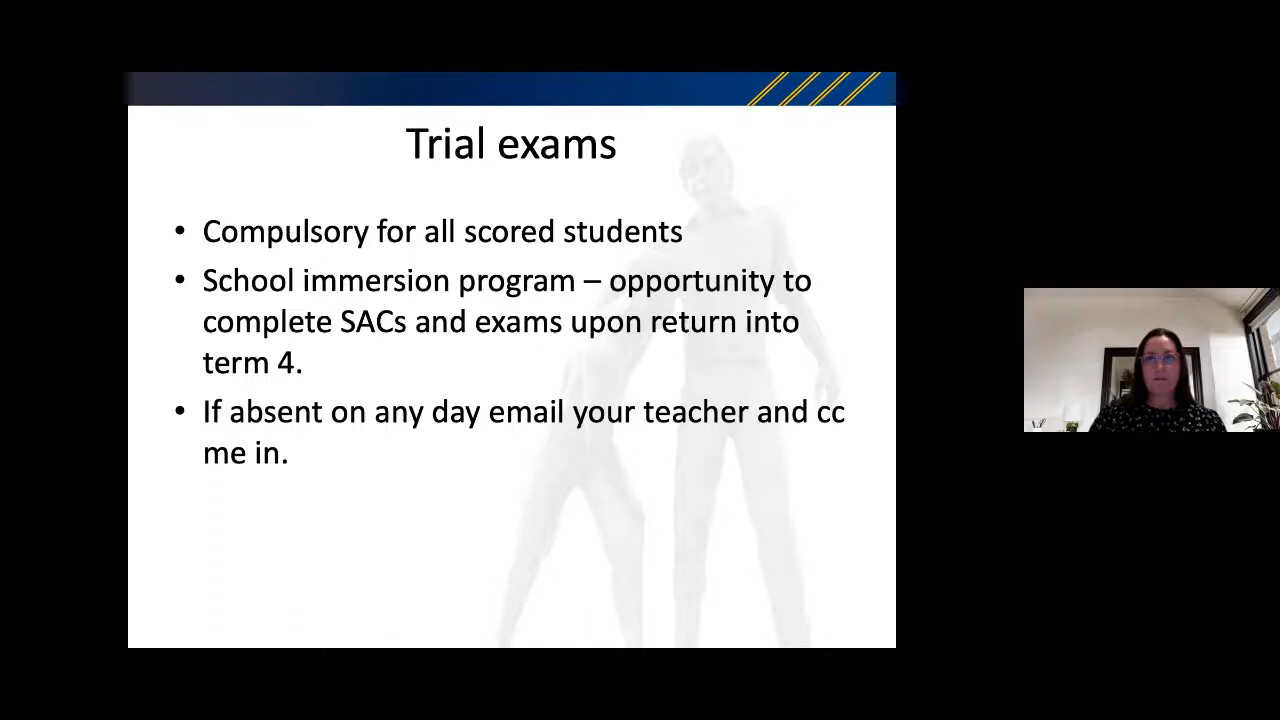 Trial exams
• Compulsory for all scored students
• School immersion program – opportunity to
complete SACs and exams upon return into
term 4.
• If absent on any day email your teacher and cc
me in.